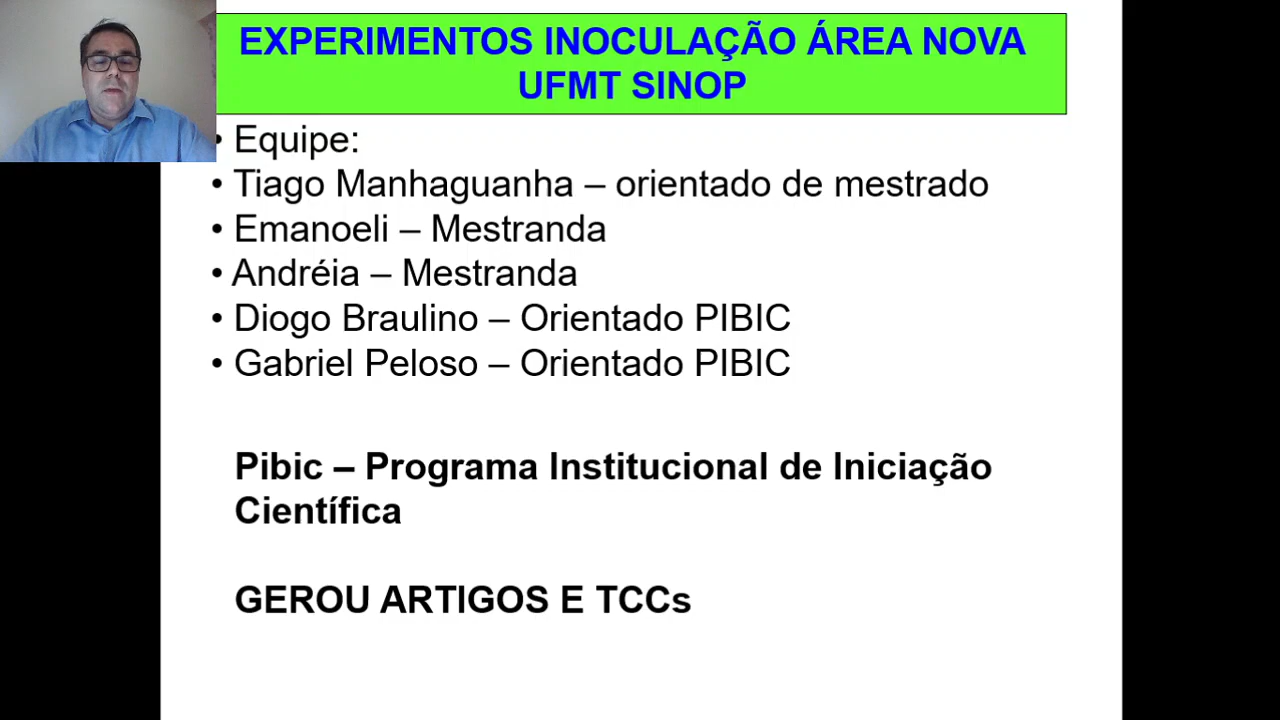 EXPERIMENTOS INOCULAÇÃO ÁREA NOVA
UFMT SINOP
• Equipe:
• Tiago Manhaguanha – orientado de mestrado
• Emanoeli – Mestranda
• Andréia – Mestranda
• Diogo Braulino – Orientado PIBIC
• Gabriel Peloso – Orientado PIBIC
Pibic – Programa Institucional de Iniciação
Científica
GEROU ARTIGOS E TCCs